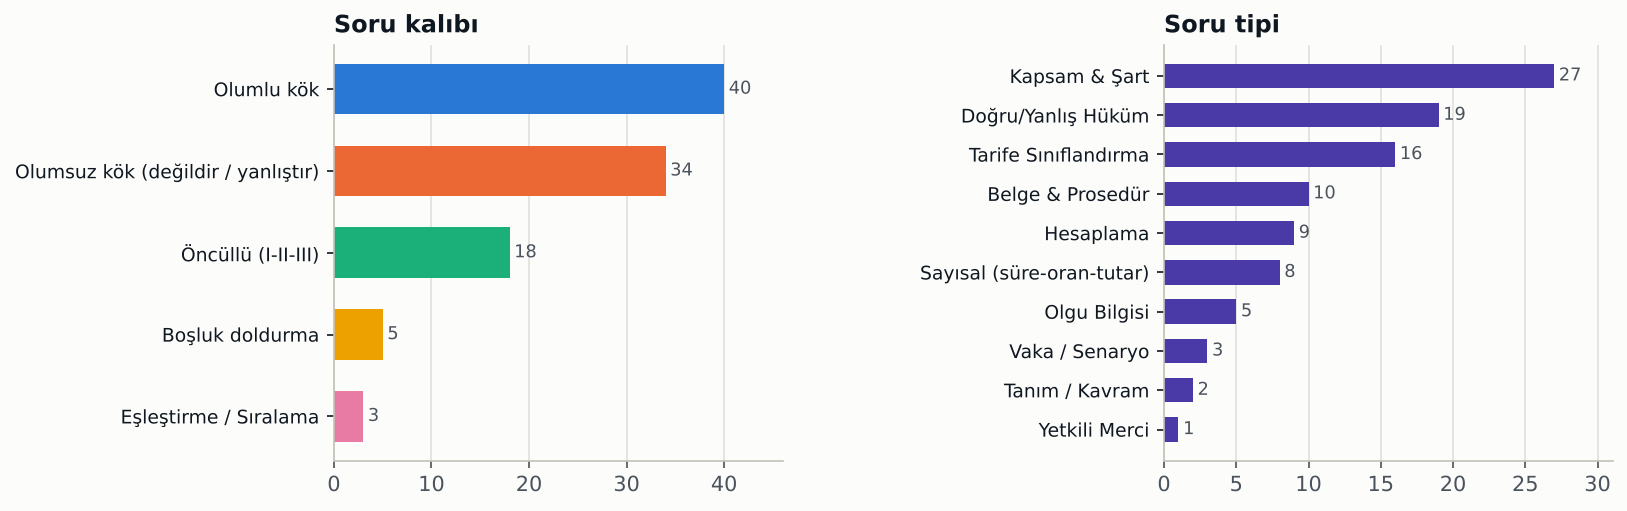 Soru kalıbı
Olumlu kök
40
Olumsuz kök (değildir / yanlıştır)
34
Öncüllü (I-II-III)
18
Boşluk doldurma
5
Eşleştirme / Sıralama
3
0 10 20 30 40
Soru tipi
Kapsam & Şart
27
Doğru/Yanlış Hüküm
19
Tarife Sınıflandırma
16
Belge & Prosedür
10
Hesaplama
9
Sayısal (süre-oran-tutar)
8
Olgu Bilgisi
5
Vaka / Senaryo
3
Tanım / Kavram
2
Yetkili Merci
1
0 5 10 15 20 25 30